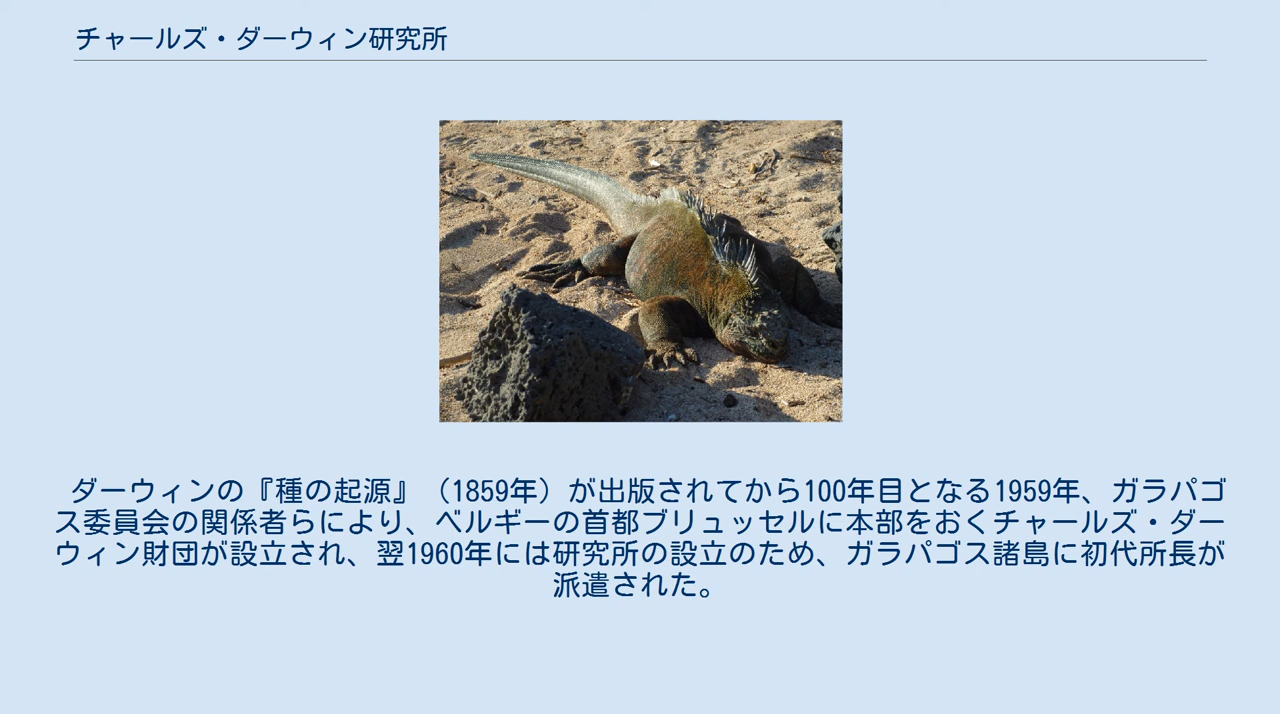 チャールズ・ダーウィン研究所
ダーウィンの『種の起源』（1859年）が出版されてから100年目となる1959年、ガラパゴ
ス委員会の関係者らにより、ベルギーの首都ブリュッセルに本部をおくチャールズ・ダー
ウィン財団が設立され、翌1960年には研究所の設立のため、ガラパゴス諸島に初代所長が
派遣された。